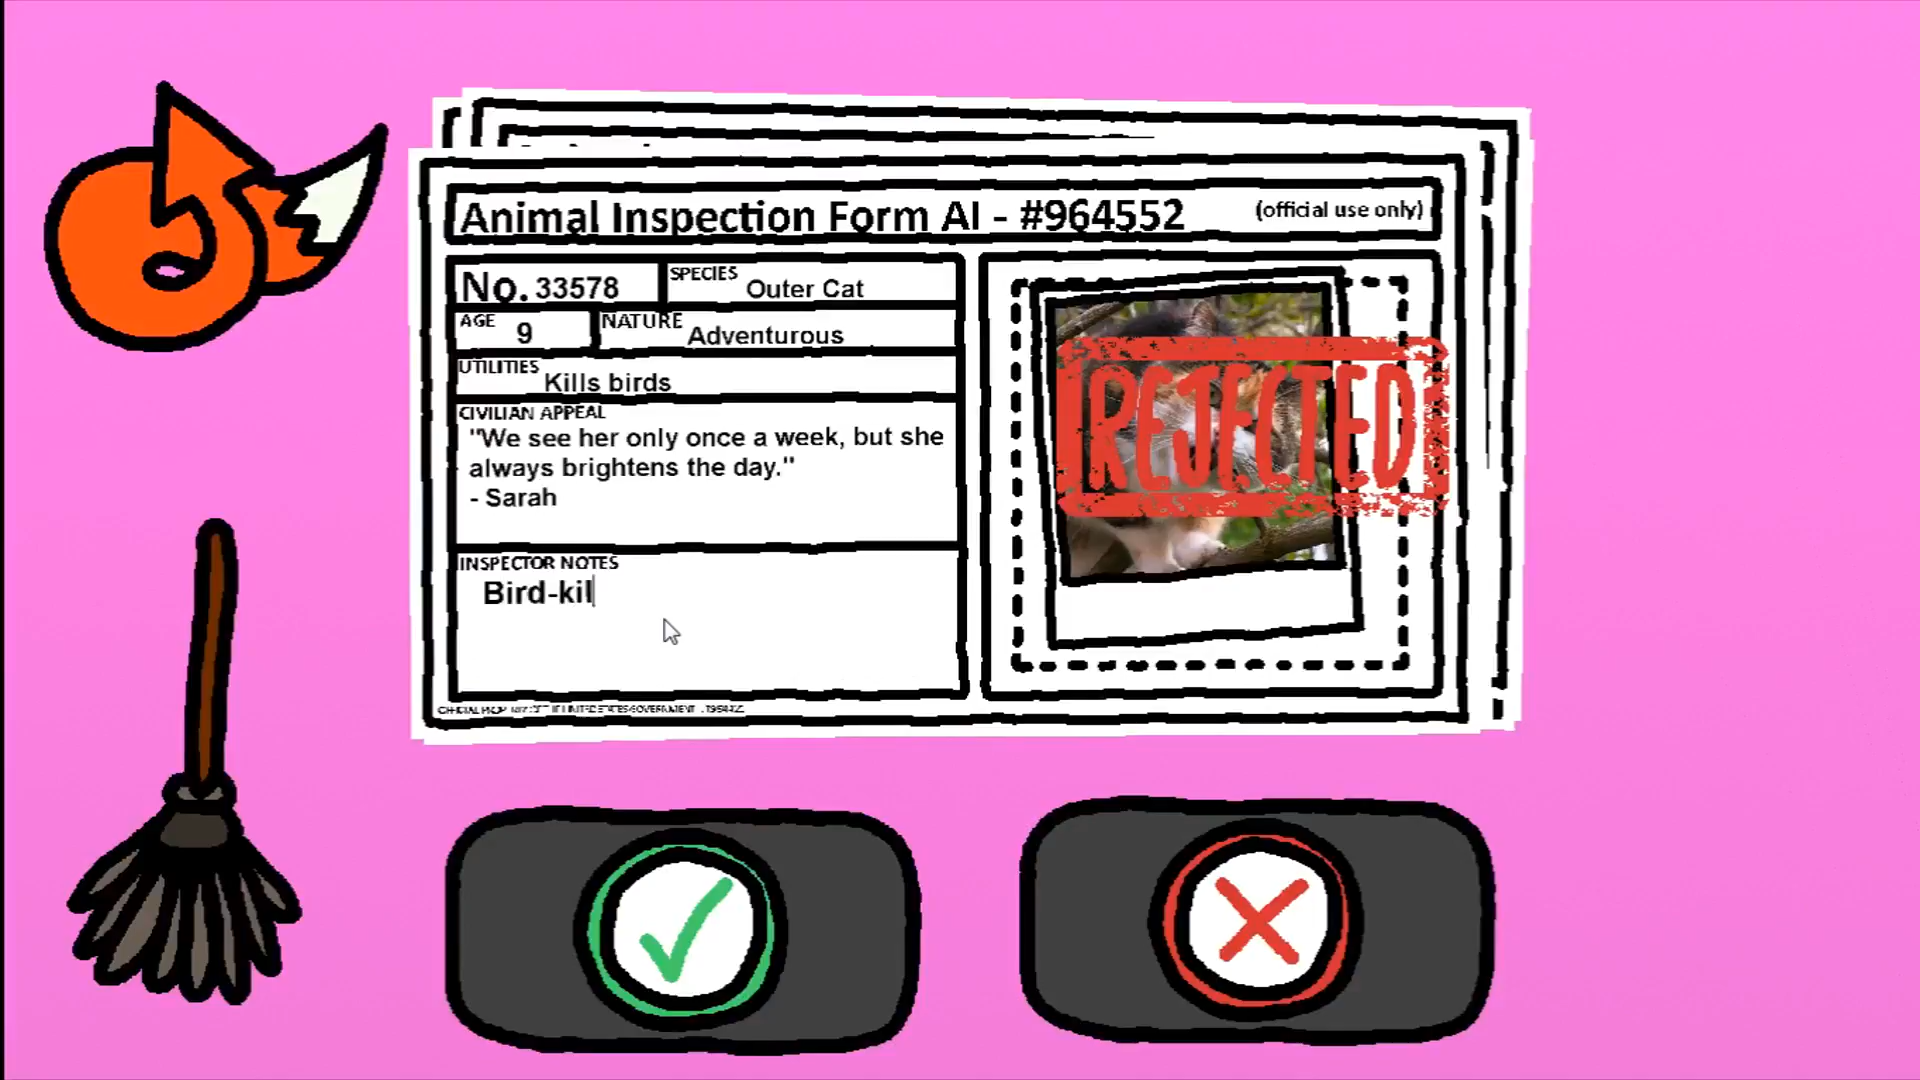 Animal Inspection Form AI - #964552
(official use only)
No. 33578
SPECIES Outer Cat
AGE 9
NATURE Adventurous
UTILITIES Kills birds
CIVILIAN APPEAL
"We see her only once a week, but she
always brightens the day."
- Sarah
INSPECTOR NOTES
Bird-kil
REJECTED